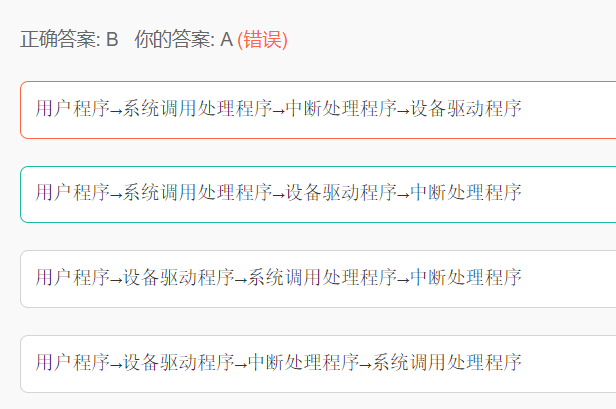 正确答案: B 你的答案: A (错误)
用户程序→系统调用处理程序→中断处理程序→设备驱动程序
用户程序→系统调用处理程序→设备驱动程序→中断处理程序
用户程序→设备驱动程序→系统调用处理程序→中断处理程序
用户程序→设备驱动程序→中断处理程序→系统调用处理程序